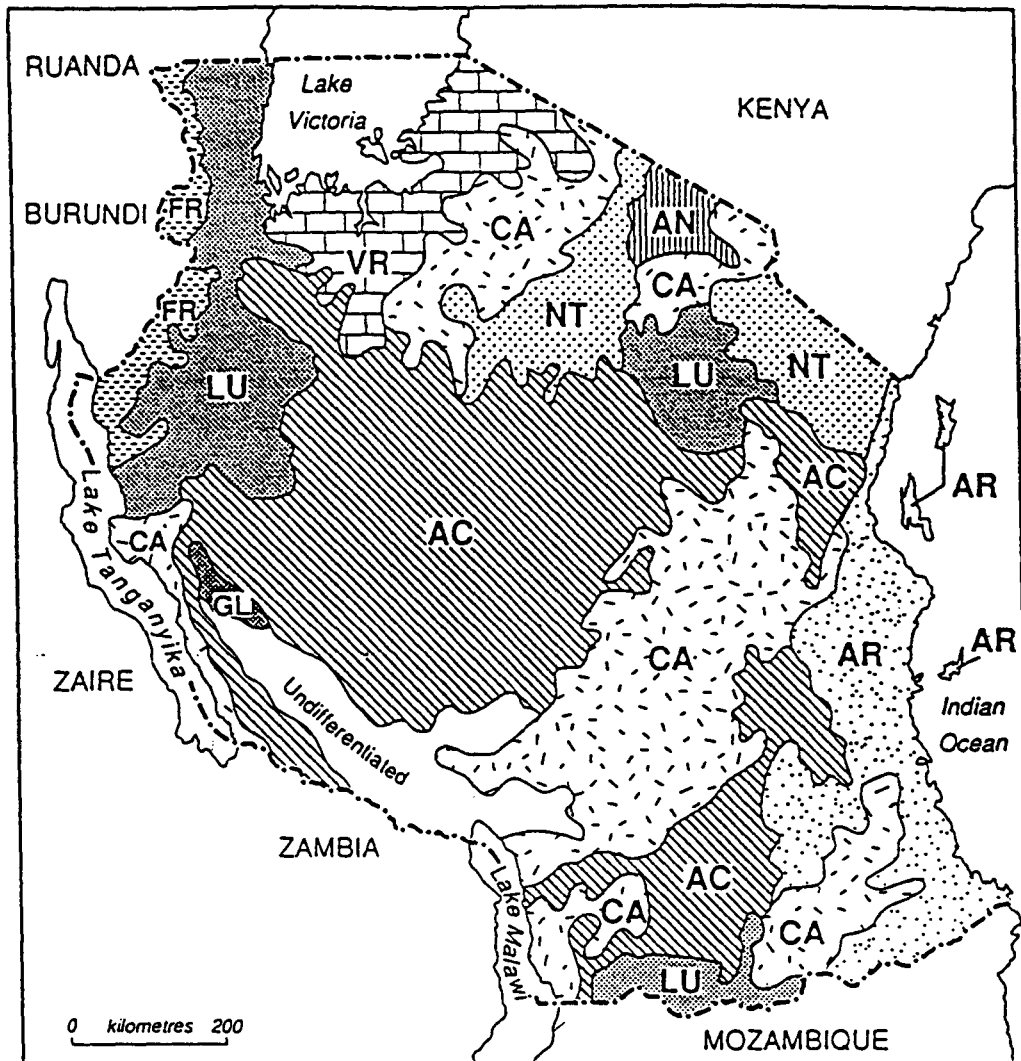 RUANDA
Lake
Victoria
KENYA
BURUNDI
FR
CA
AN
VR
CA
FR
NT
LU
LU
NT
AC
AR
AC
CA
Lake Tanganyika
GL
CA
AR
AR
ZAIRE
Indian
Ocean
Undifferentialed
ZAMBIA
AC
Lake Malawi
CA
CA
LU
0 kilometres 200
MOZAMBIQUE